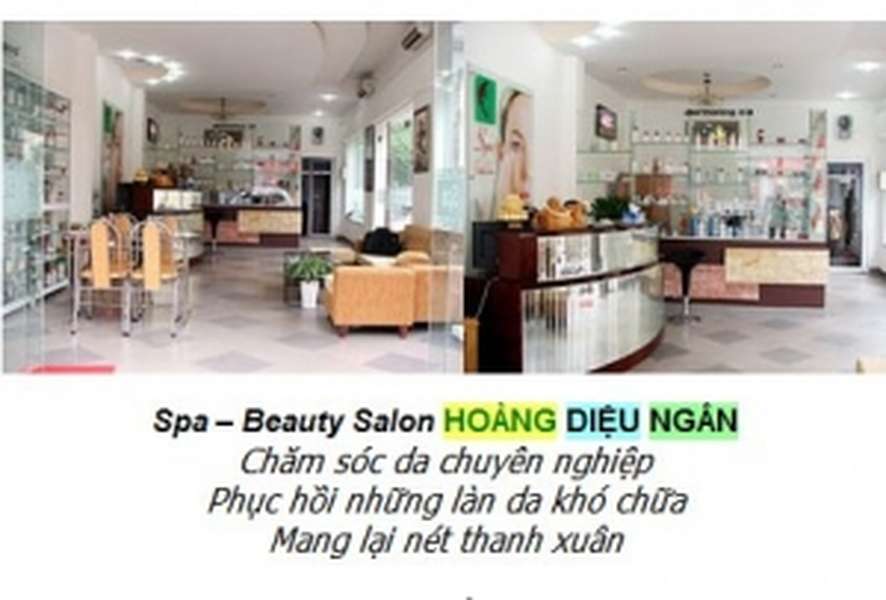 Spa – Beauty Salon HOÀNG DIỆU NGÂN
Chăm sóc da chuyên nghiệp
Phục hồi những làn da khó chữa
Mang lại nét thanh xuân